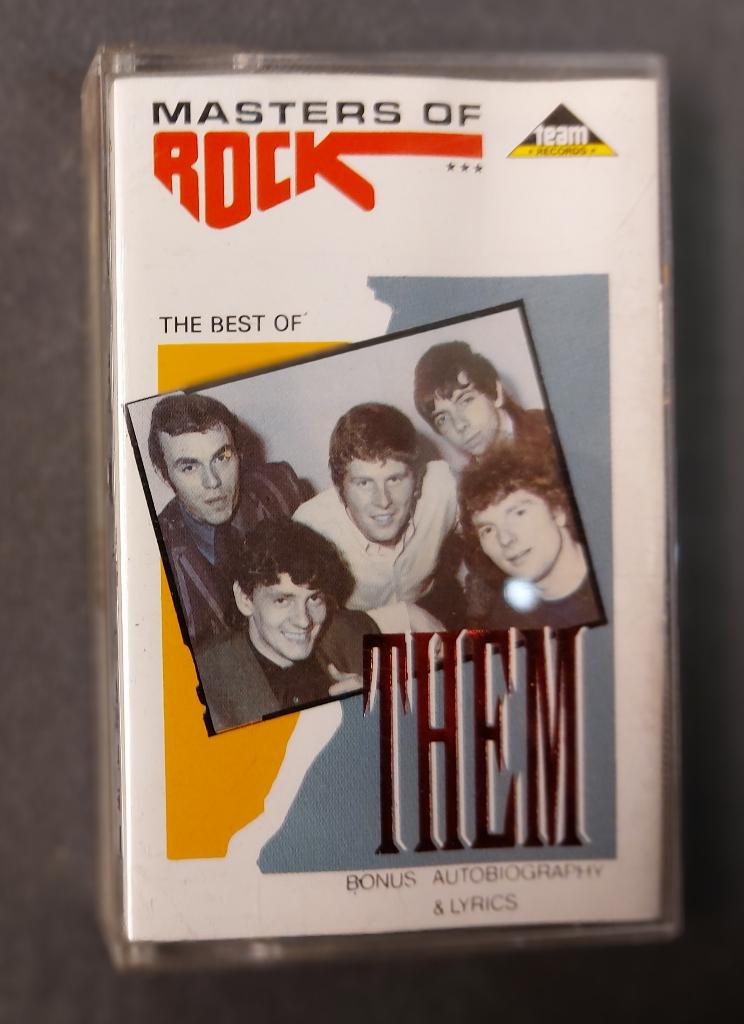 MASTERS OF
ROCK
***
team
• RECORDS •
THE BEST OF
THEM
BONUS AUTOBIOGRAPHY
& LYRICS